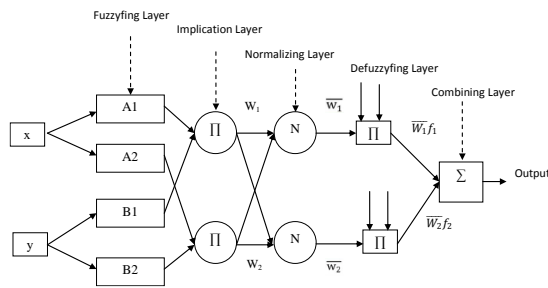 Fuzzyfing Layer
Implication Layer
Normalizing Layer
Defuzzyfing Layer
Combining Layer
A1
W₁
w̅₁
x
∏
N
∏
W̅₁f₁
A2
∑
Output
B1
W̅₂f₂
y
∏
N
∏
B2
W₂
w̅₂